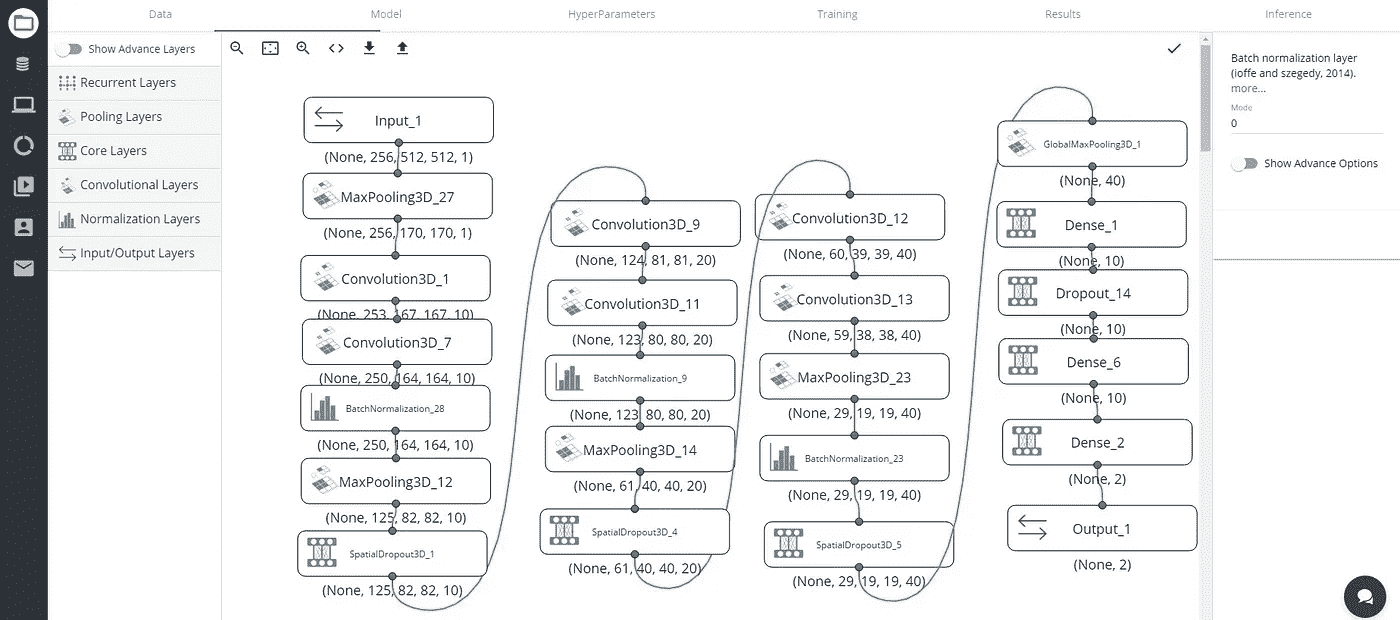 Data
Model
HyperParameters
Training
Results
Inference
Show Advance Layers
Recurrent Layers
Pooling Layers
Core Layers
Convolutional Layers
Normalization Layers
Input/Output Layers
Input_1
(None, 256, 512, 512, 1)
MaxPooling3D_27
(None, 256, 170, 170, 1)
Convolution3D_1
(None, 253, 167, 167, 10)
Convolution3D_7
(None, 250, 164, 164, 10)
BatchNormalization_28
(None, 250, 164, 164, 10)
MaxPooling3D_12
(None, 125, 82, 82, 10)
SpatialDropout3D_1
(None, 125, 82, 82, 10)
Convolution3D_9
(None, 124, 81, 81, 20)
Convolution3D_11
(None, 123, 80, 80, 20)
BatchNormalization_9
(None, 123, 80, 80, 20)
MaxPooling3D_14
(None, 61, 40, 40, 20)
SpatialDropout3D_4
(None, 61, 40, 40, 20)
Convolution3D_12
(None, 60, 39, 39, 40)
Convolution3D_13
(None, 59, 38, 38, 40)
MaxPooling3D_23
(None, 29, 19, 19, 40)
BatchNormalization_23
(None, 29, 19, 19, 40)
SpatialDropout3D_5
(None, 29, 19, 19, 40)
GlobalMaxPooling3D_1
(None, 40)
Dense_1
(None, 10)
Dropout_14
(None, 10)
Dense_6
(None, 10)
Dense_2
(None, 2)
Output_1
(None, 2)
Batch normalization layer
(ioffe and szegedy, 2014).
more...
Mode
0
Show Advance Options